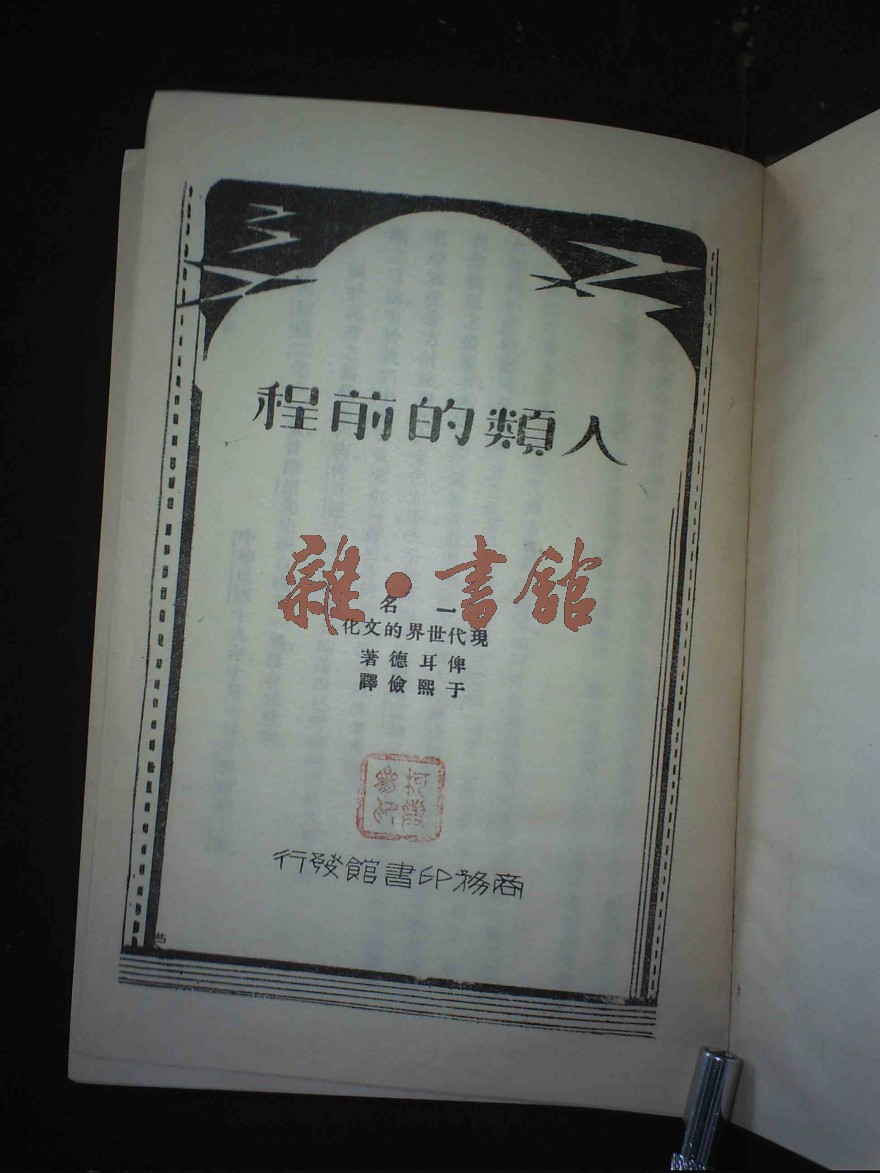 人類的前程
雜·書館
一名
現代世界的文化
俾耳德著
于熙儉譯
商務印書館發行